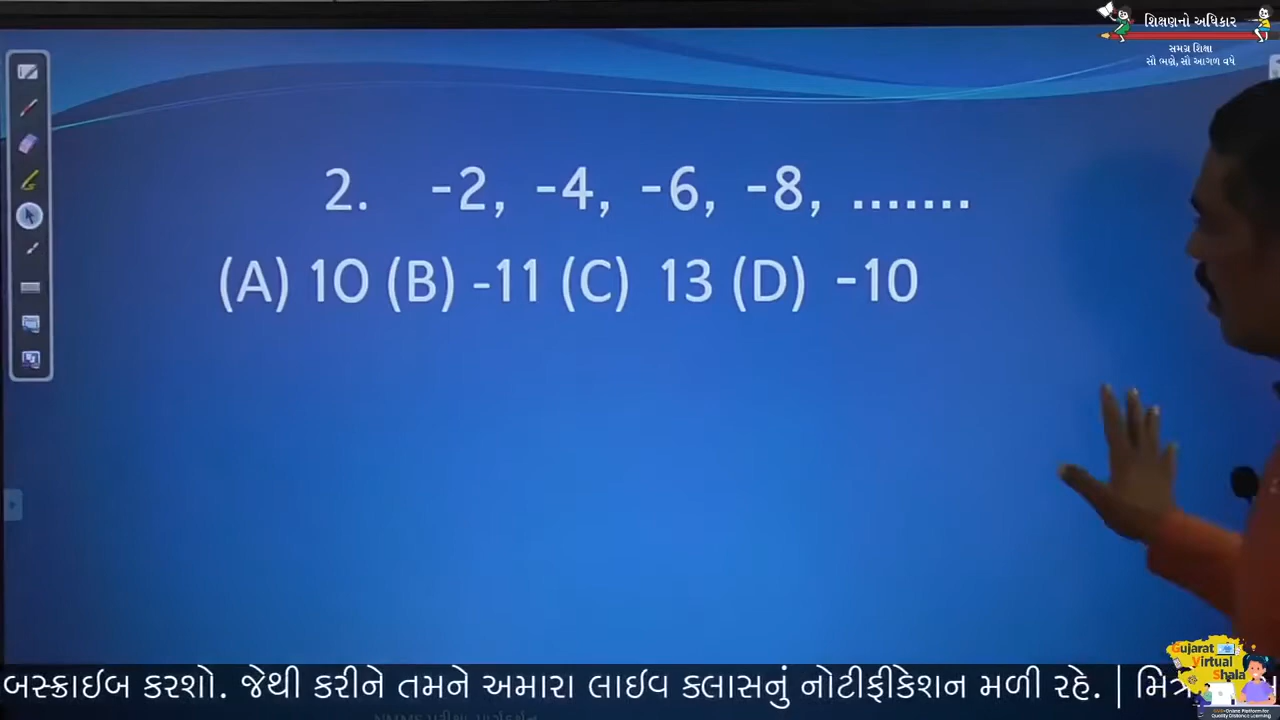 શિક્ષણનો અધિકાર
સમગ્ર શિક્ષા
સૌ ભણે, સૌ આગળ વધે
2. -2, -4, -6, -8, .......
(A) 10 (B) -11 (C) 13 (D) -10
Gujarat
Virtual
Shala
બસ્ક્રાઈબ કરશો. જેથી કરીને તમને અમારા લાઈવ ક્લાસનું નોટીફીકેશન મળી રહે. | મિત્ર